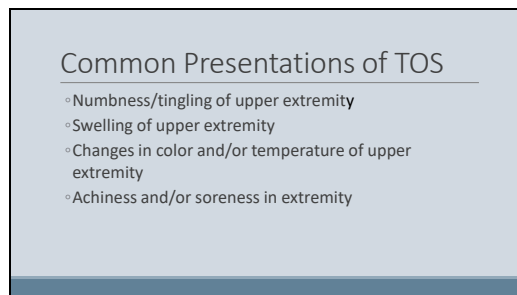 Common Presentations of TOS
◦Numbness/tingling of upper extremity
◦Swelling of upper extremity
◦Changes in color and/or temperature of upper
extremity
◦Achiness and/or soreness in extremity